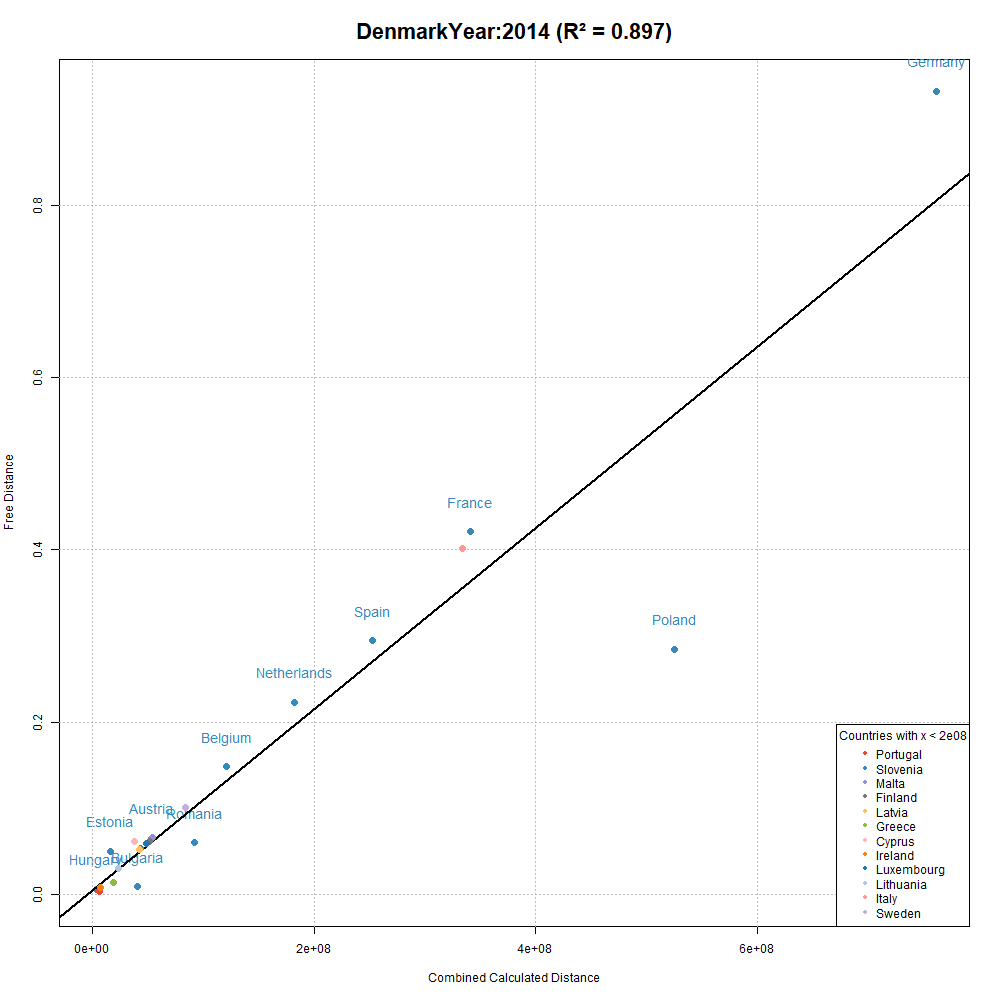 DenmarkYear:2014 (R² = 0.897)
Germany
0.8
0.6
Free Distance
France
0.4
Spain
Poland
Netherlands
0.2
Belgium
Austria
Romania
Estonia
Hungary
Bulgaria
0.0
Countries with x < 2e08
Portugal
Slovenia
Malta
Finland
Latvia
Greece
Cyprus
Ireland
Luxembourg
Lithuania
Italy
Sweden
0e+00 2e+08 4e+08 6e+08
Combined Calculated Distance